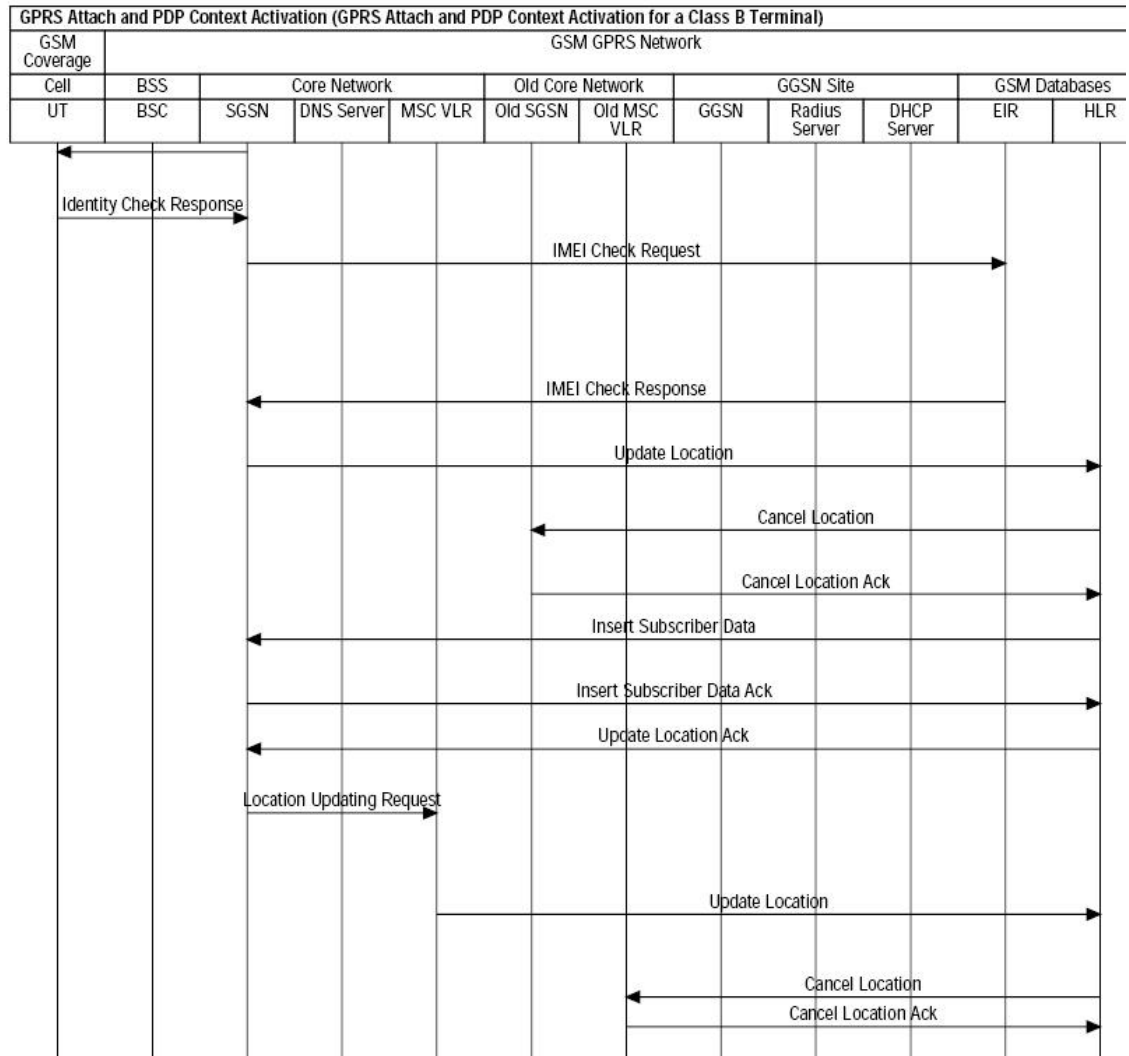 GPRS Attach and PDP Context Activation (GPRS Attach and PDP Context Activation for a Class B Terminal)
GSM Coverage
GSM GPRS Network
Cell
BSS
Core Network
Old Core Network
GGSN Site
GSM Databases
UT
BSC
SGSN
DNS Server
MSC VLR
Old SGSN
Old MSC VLR
GGSN
Radius Server
DHCP Server
EIR
HLR
Identity Check Response
IMEI Check Request
IMEI Check Response
Update Location
Cancel Location
Cancel Location Ack
Insert Subscriber Data
Insert Subscriber Data Ack
Update Location Ack
Location Updating Request
Update Location
Cancel Location
Cancel Location Ack